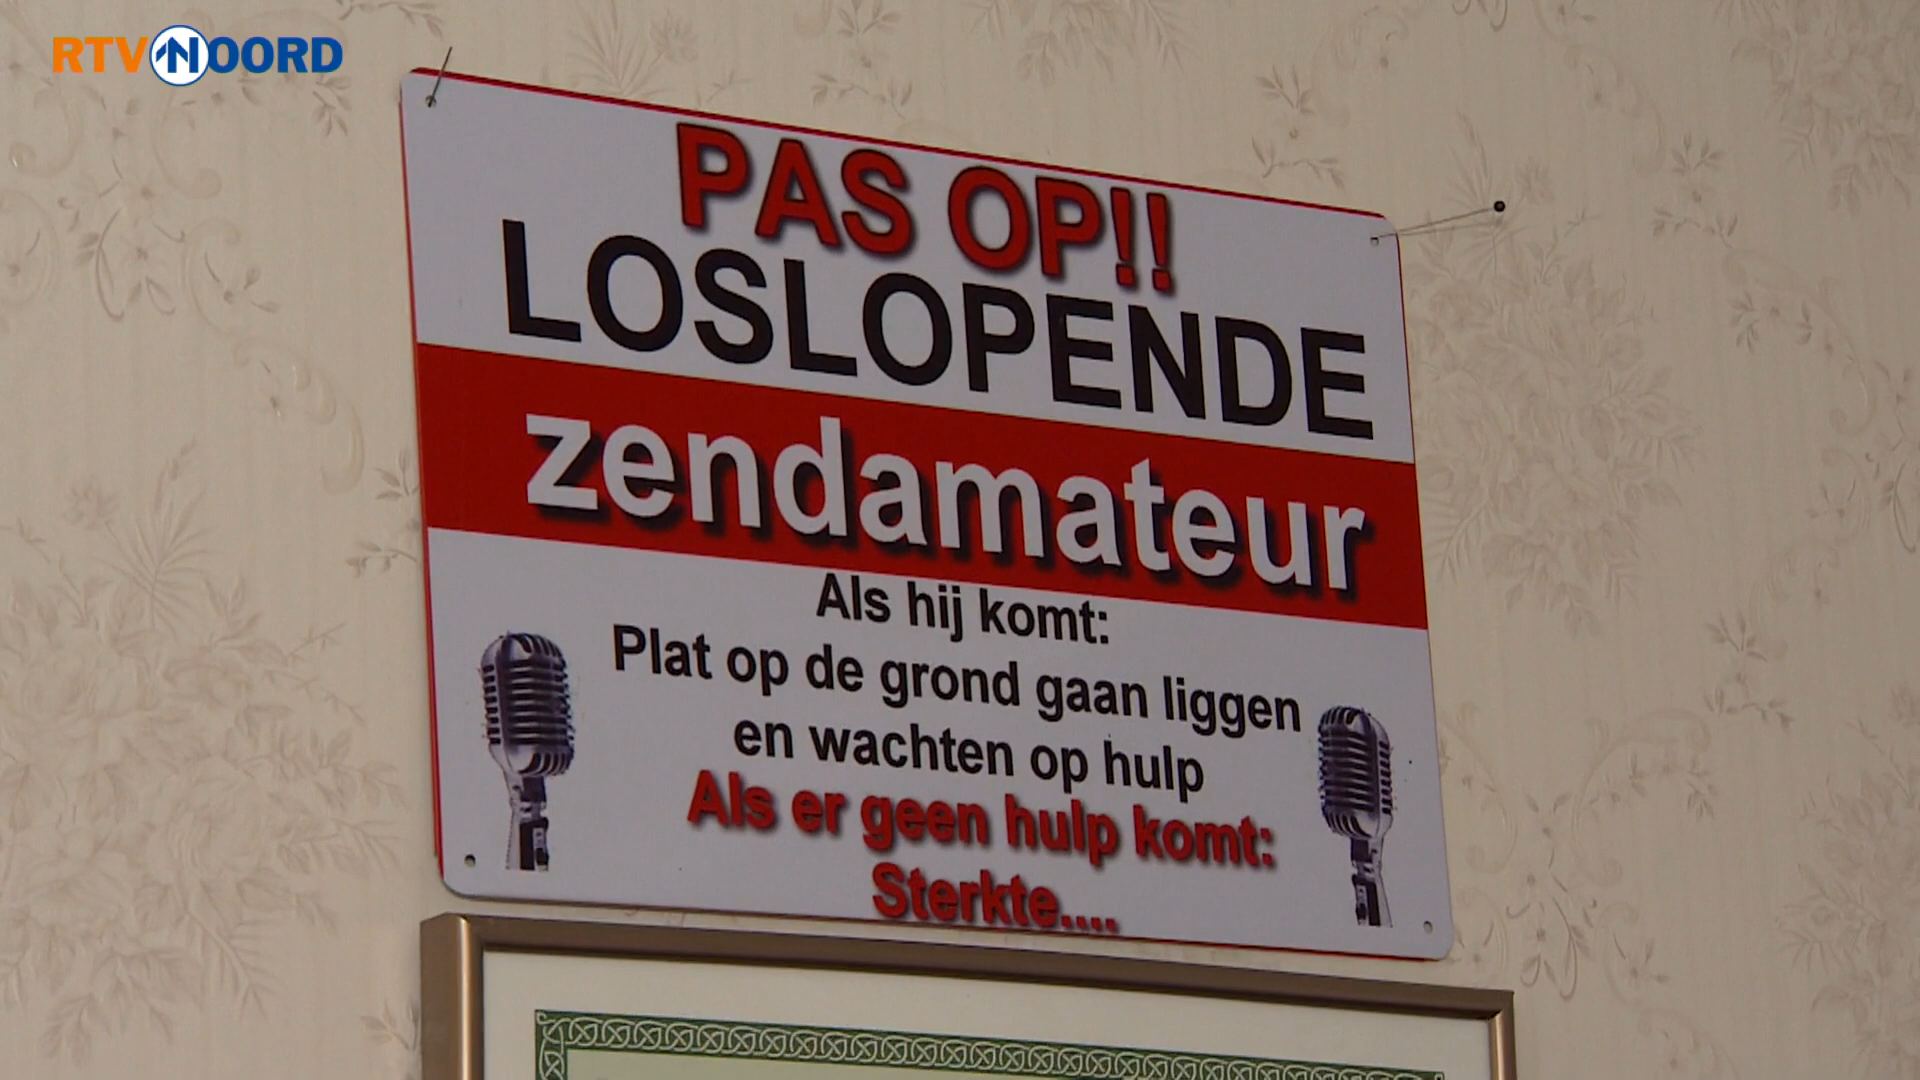 RTV NOORD
PAS OP!!
LOSLOPENDE
zendamateur
Als hij komt:
Plat op de grond gaan liggen
en wachten op hulp
Als er geen hulp komt:
Sterkte....